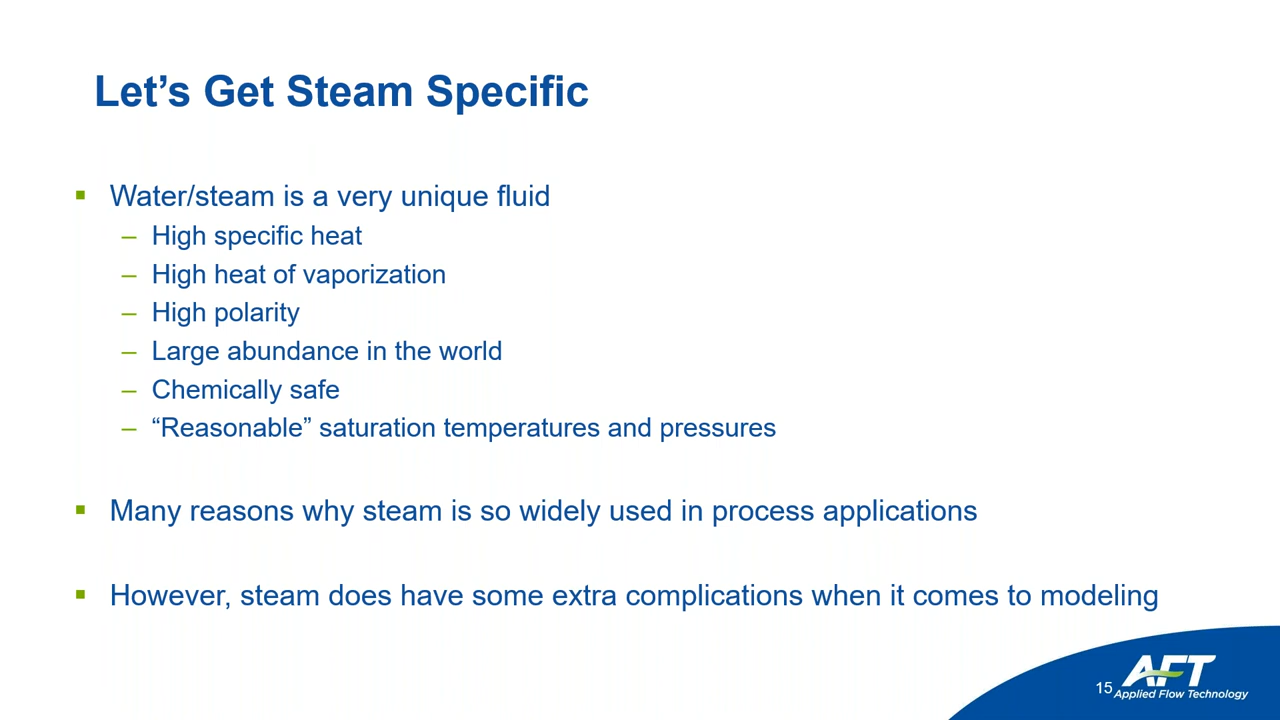 Let’s Get Steam Specific
▪ Water/steam is a very unique fluid
– High specific heat
– High heat of vaporization
– High polarity
– Large abundance in the world
– Chemically safe
– “Reasonable” saturation temperatures and pressures
▪ Many reasons why steam is so widely used in process applications
▪ However, steam does have some extra complications when it comes to modeling
15
AFT
Applied Flow Technology